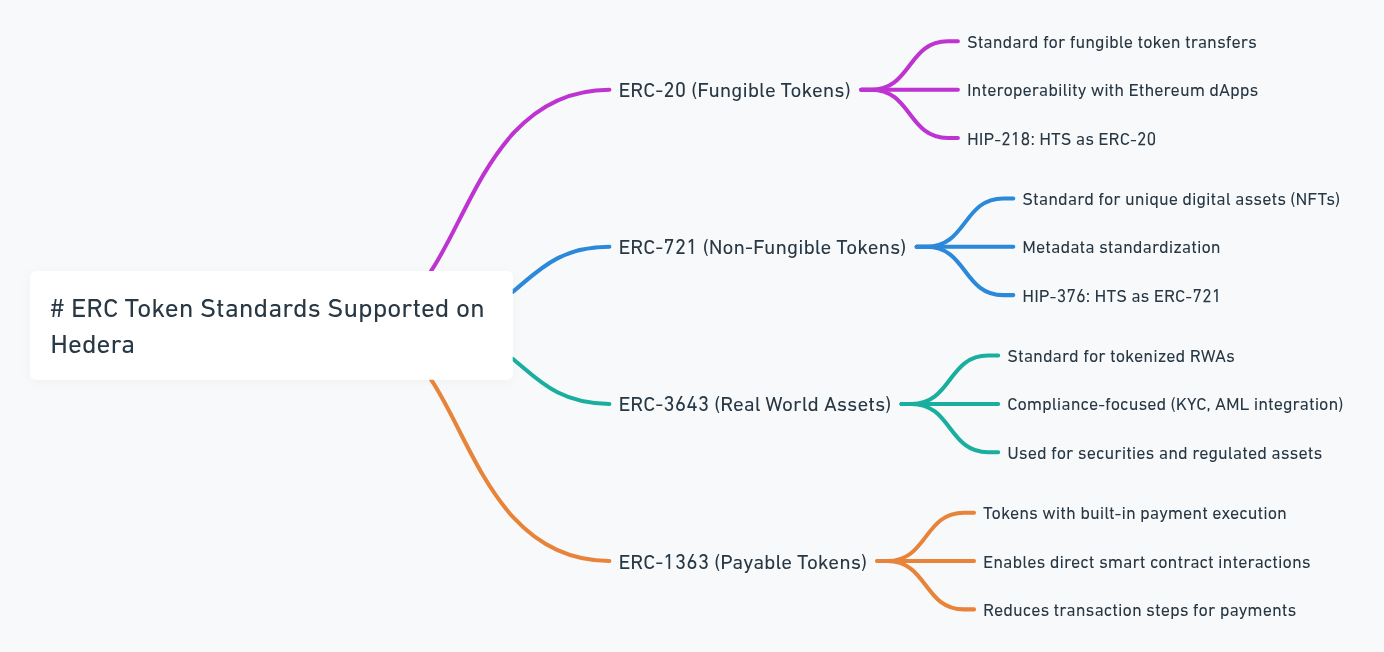 # ERC Token Standards Supported on
Hedera
ERC-20 (Fungible Tokens)
Standard for fungible token transfers
Interoperability with Ethereum dApps
HIP-218: HTS as ERC-20
ERC-721 (Non-Fungible Tokens)
Standard for unique digital assets (NFTs)
Metadata standardization
HIP-376: HTS as ERC-721
ERC-3643 (Real World Assets)
Standard for tokenized RWAs
Compliance-focused (KYC, AML integration)
Used for securities and regulated assets
ERC-1363 (Payable Tokens)
Tokens with built-in payment execution
Enables direct smart contract interactions
Reduces transaction steps for payments